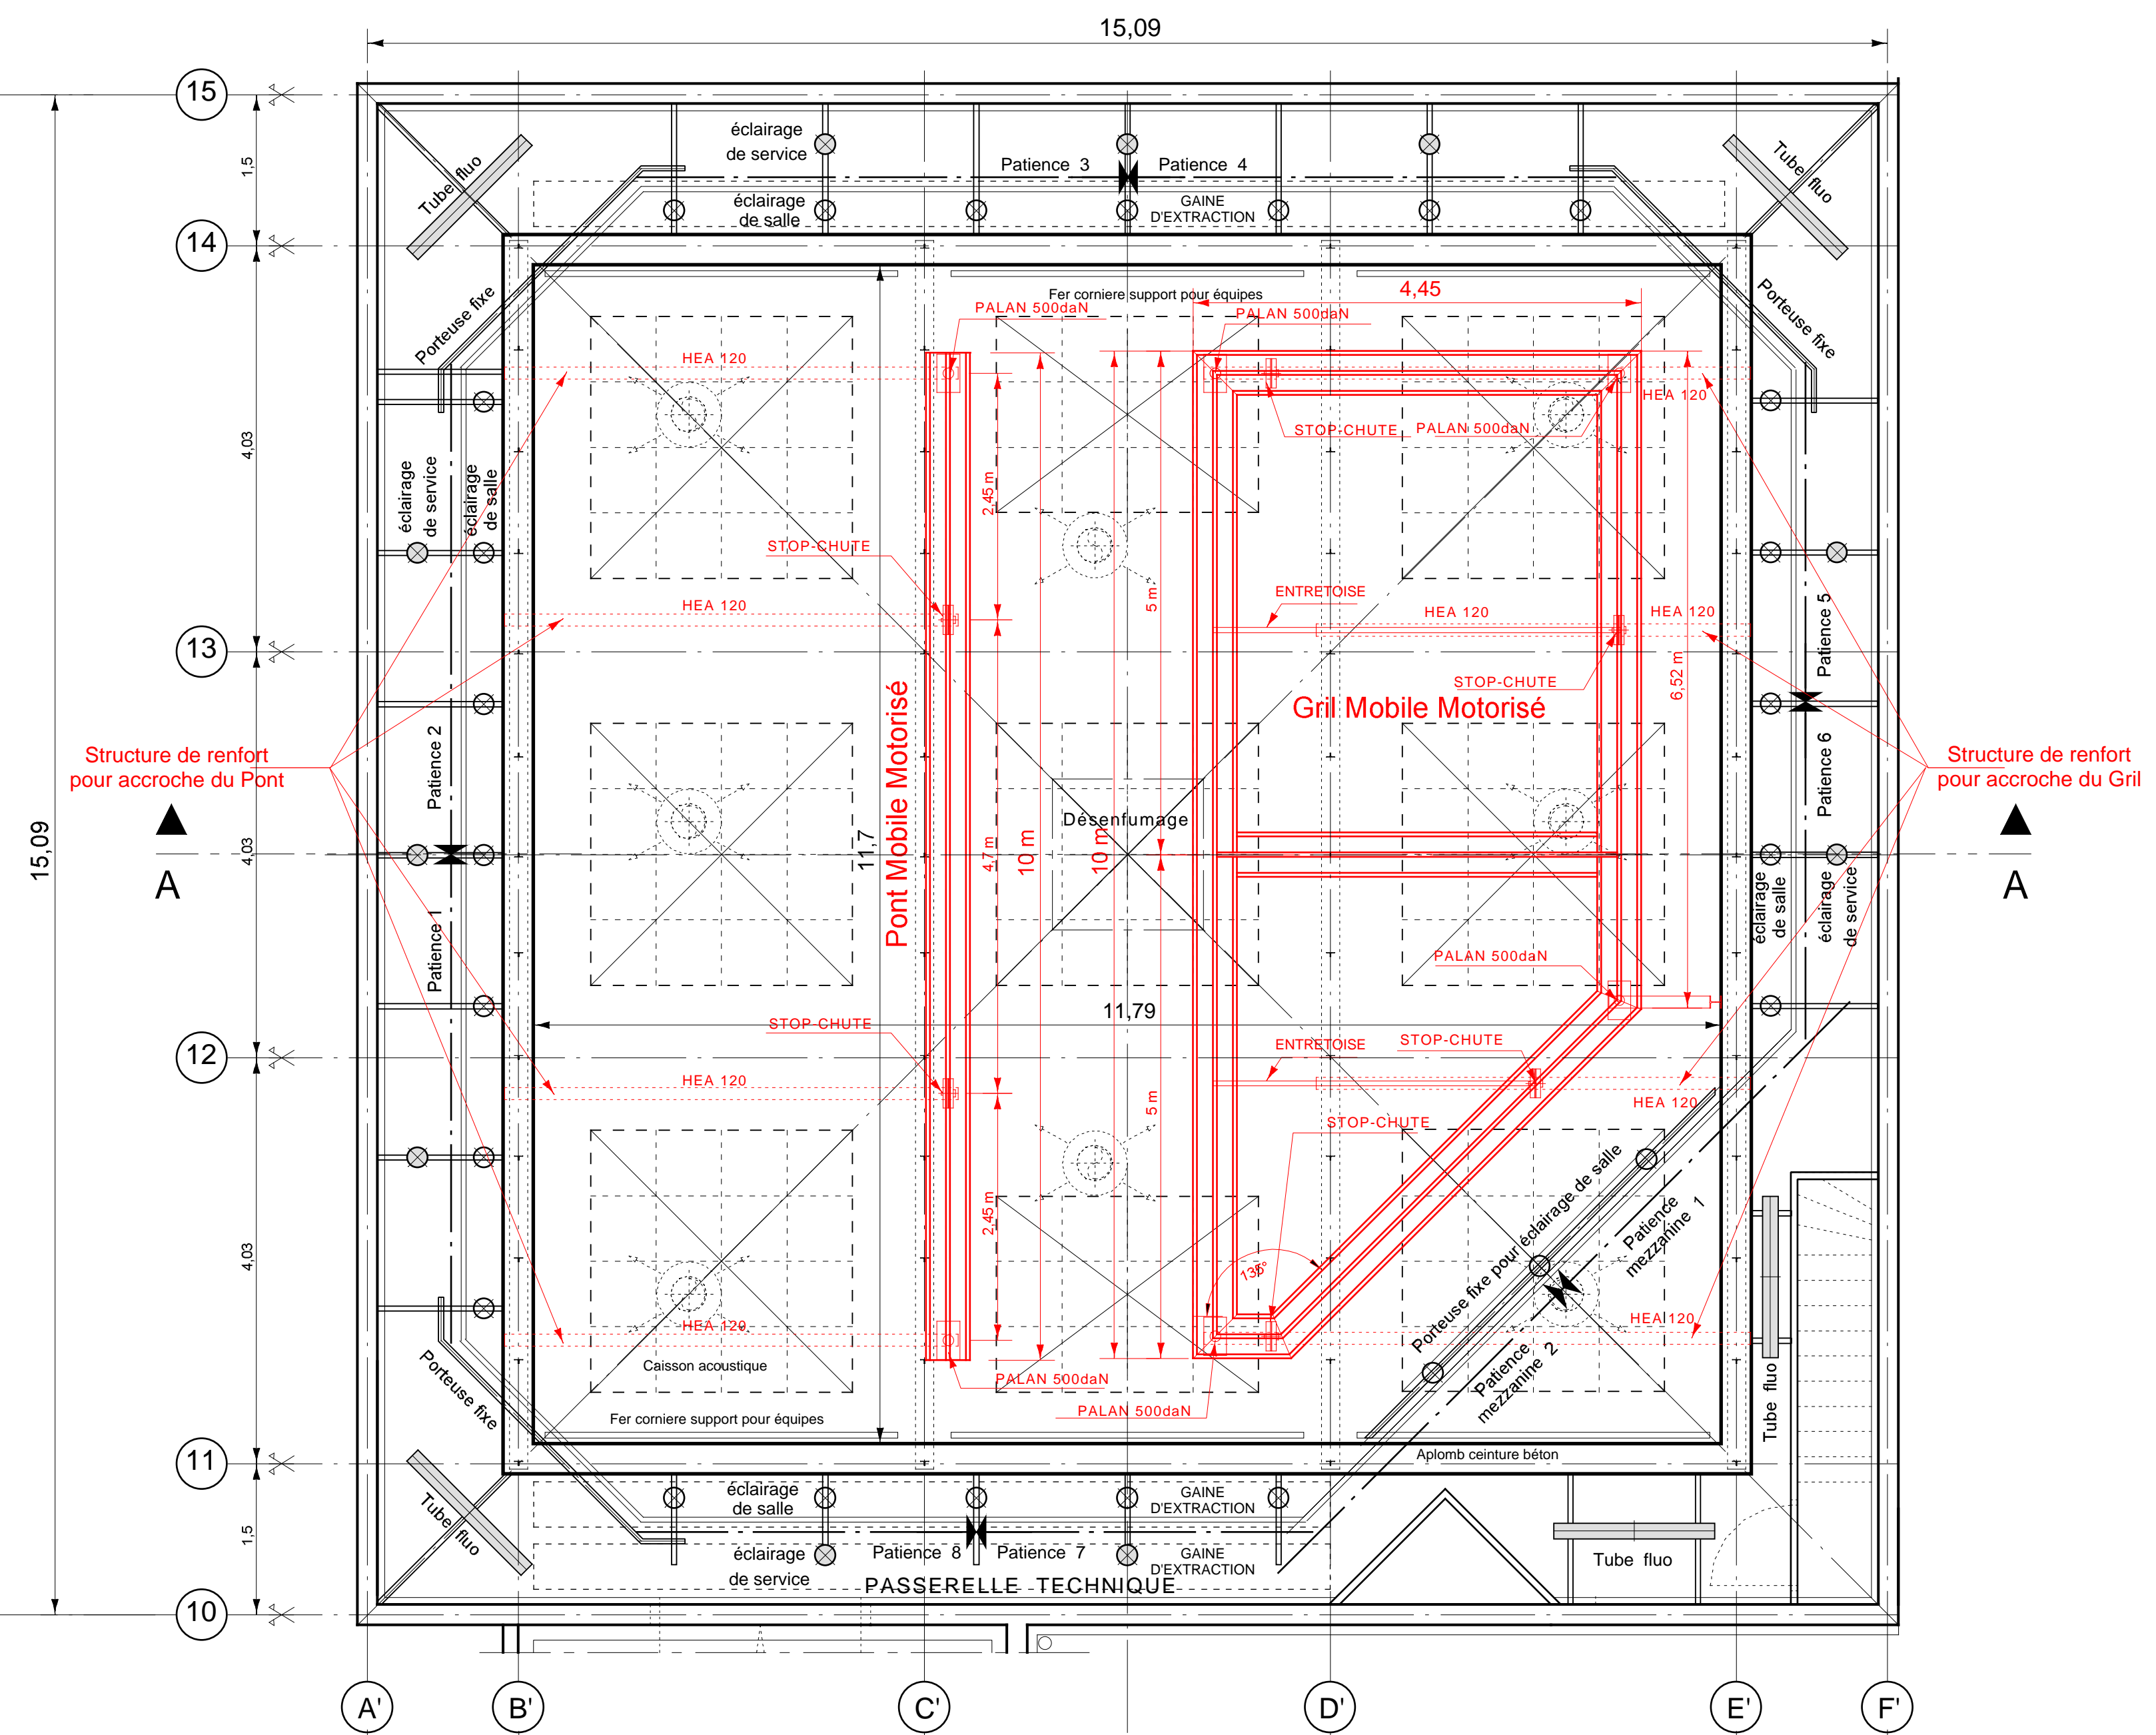 15,09
15
1,5
éclairage
de service
Patience 3
Patience 4
Tube fluo
Tube fluo
éclairage
de salle
GAINE
D'EXTRACTION
14
Porteuse fixe
Porteuse fixe
Fer corniere support pour équipes
4,45
PALAN 500daN
PALAN 500daN
HEA 120
HEA 120
STOP-CHUTE
PALAN 500daN
4,03
éclairage
de service
éclairage
de salle
2,45 m
STOP-CHUTE
5 m
ENTRETOISE
HEA 120
HEA 120
HEA 120
Patience 5
13
STOP-CHUTE
6,52 m
Gril Mobile Motorisé
Pont Mobile Motorisé
Structure de renfort
pour accroche du Pont
Patience 2
Patience 6
Structure de renfort
pour accroche du Gril
Désenfumage
15,09
4,03
11,7
4,7 m
10 m
10 m
A
A
Patience 1
éclairage
de salle
éclairage
de service
PALAN 500daN
11,79
STOP-CHUTE
STOP-CHUTE
ENTRETOISE
12
HEA 120
HEA 120
5 m
STOP-CHUTE
2,45 m
4,03
135°
Porteuse fixe pour éclairage de salle
Patience
mezzanine 1
HEA 120
HEA 120
Patience
mezzanine 2
Caisson acoustique
PALAN 500daN
PALAN 500daN
Porteuse fixe
Tube fluo
Fer corniere support pour équipes
Aplomb ceinture béton
11
Tube fluo
éclairage
de salle
GAINE
D'EXTRACTION
1,5
éclairage
de service
Patience 8
Patience 7
GAINE
D'EXTRACTION
Tube fluo
PASSERELLE TECHNIQUE
10
A'
B'
C'
D'
E'
F'